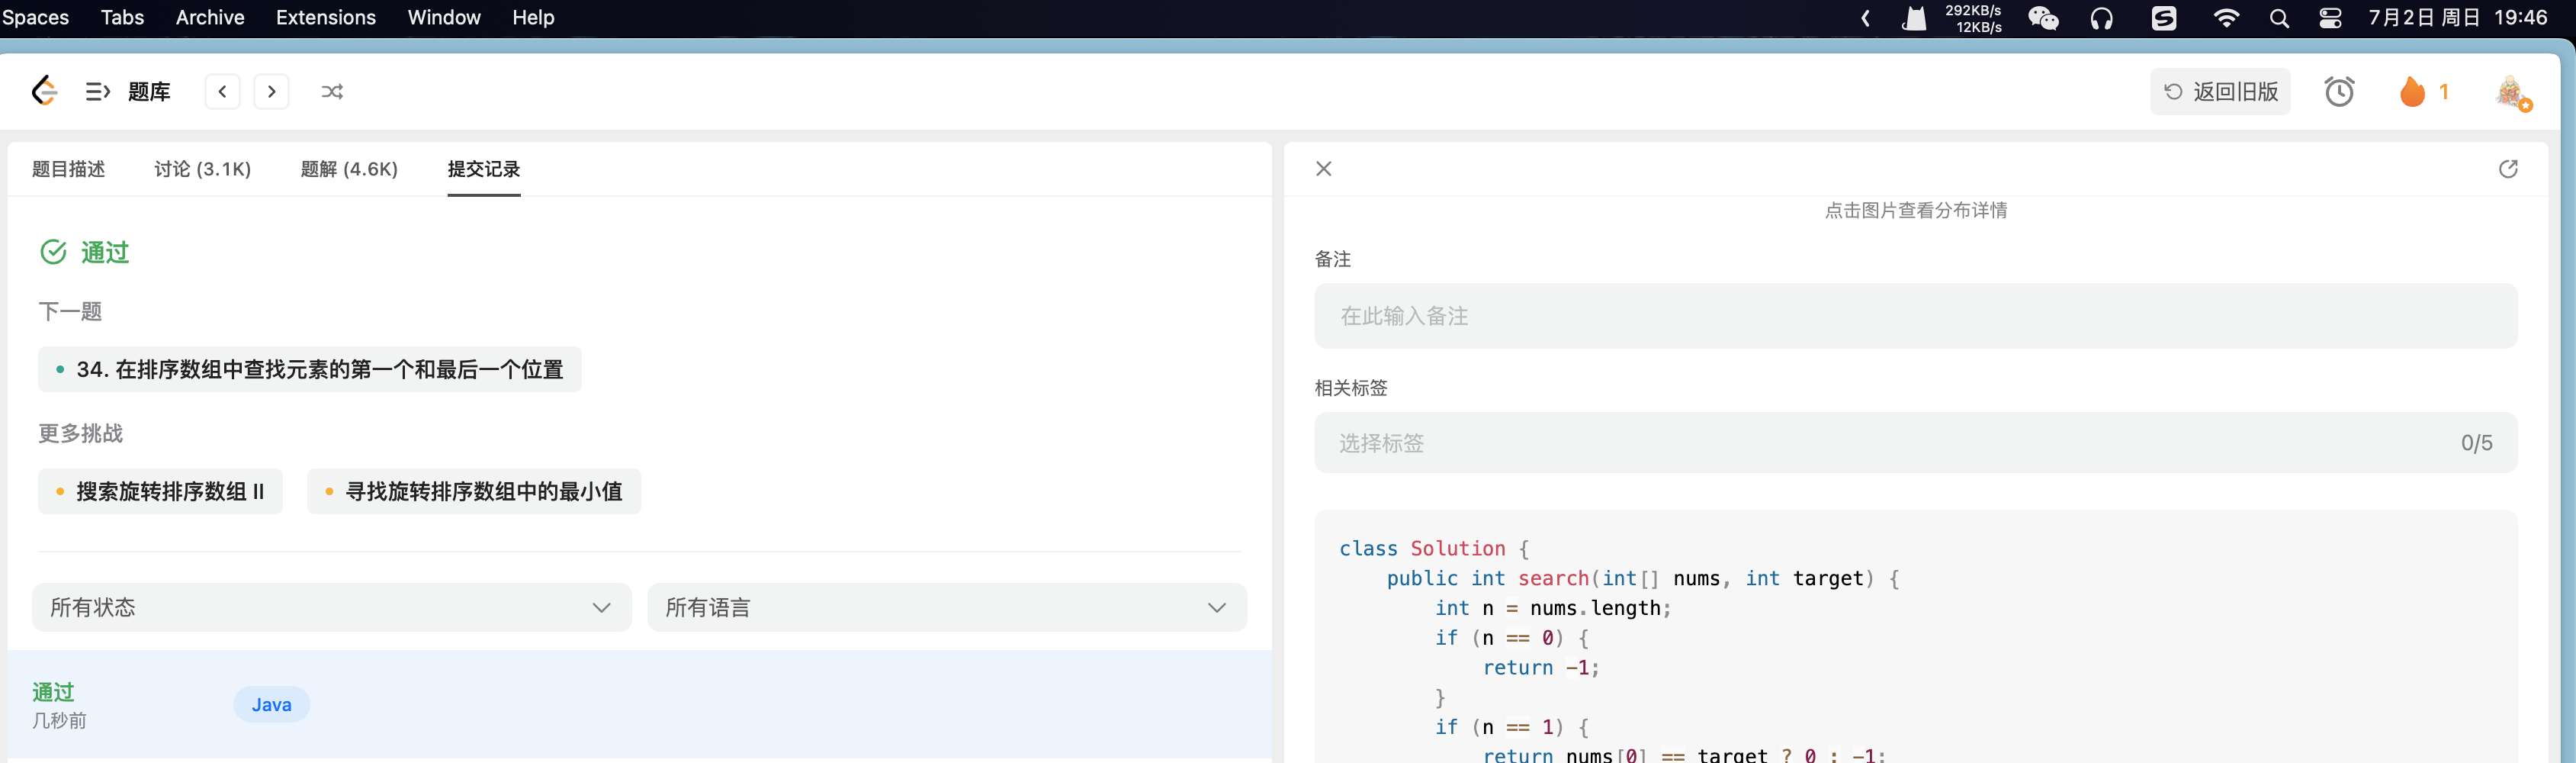 Spaces Tabs Archive Extensions Window Help
292KB/s
12KB/s
7月2日 周日 19:46
题库
返回旧版
1
题目描述 讨论 (3.1K) 题解 (4.6K) 提交记录
通过
下一题
34. 在排序数组中查找元素的第一个和最后一个位置
更多挑战
搜索旋转排序数组 II 寻找旋转排序数组中的最小值
所有状态 所有语言
通过
几秒前
Java
点击图片查看分布详情
备注
在此输入备注
相关标签
选择标签 0/5
class Solution {
public int search(int[] nums, int target) {
int n = nums.length;
if (n == 0) {
return -1;
}
if (n == 1) {
return nums[0] == target ? 0 : -1;